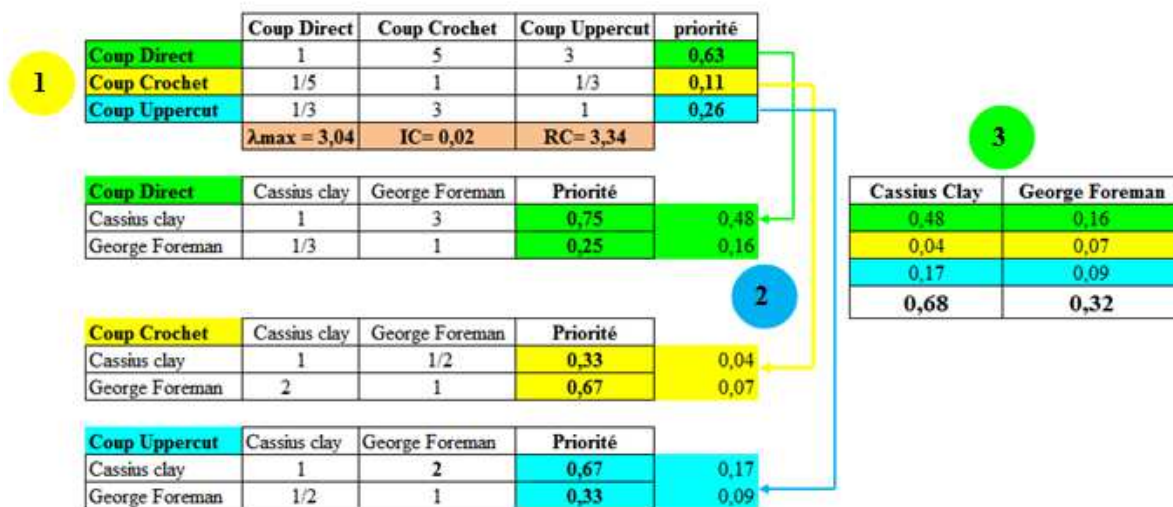 Coup Direct Coup Crochet Coup Uppercut priorité
Coup Direct 1 5 3 0,63
Coup Crochet 1/5 1 1/3 0,11
Coup Uppercut 1/3 3 1 0,26
λmax = 3,04 IC= 0,02 RC= 3,34
1
Coup Direct Cassius clay George Foreman Priorité
Cassius clay 1 3 0,75 0,48
George Foreman 1/3 1 0,25 0,16
2
Coup Crochet Cassius clay George Foreman Priorité
Cassius clay 1 1/2 0,33 0,04
George Foreman 2 1 0,67 0,07
Coup Uppercut Cassius clay George Foreman Priorité
Cassius clay 1 2 0,67 0,17
George Foreman 1/2 1 0,33 0,09
3
Cassius Clay George Foreman
0,48 0,16
0,04 0,07
0,17 0,09
0,68 0,32